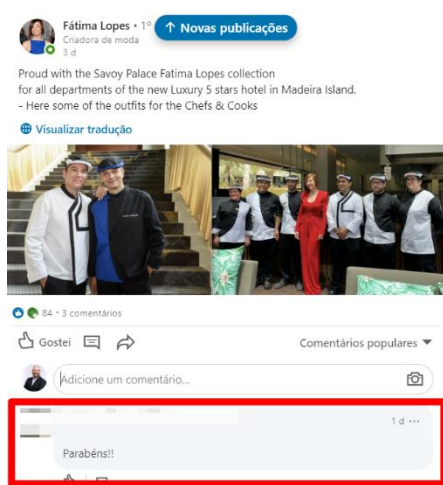 Fátima Lopes • 1º
↑ Novas publicações
Criadora de moda
3 d
Proud with the Savoy Palace Fatima Lopes collection
for all departments of the new Luxury 5 stars hotel in Madeira Island.
- Here some of the outfits for the Chefs & Cooks
Visualizar tradução
84 • 3 comentários
Gostei
Comentários populares
Adicione um comentário...
1 d ...
Parabéns!!